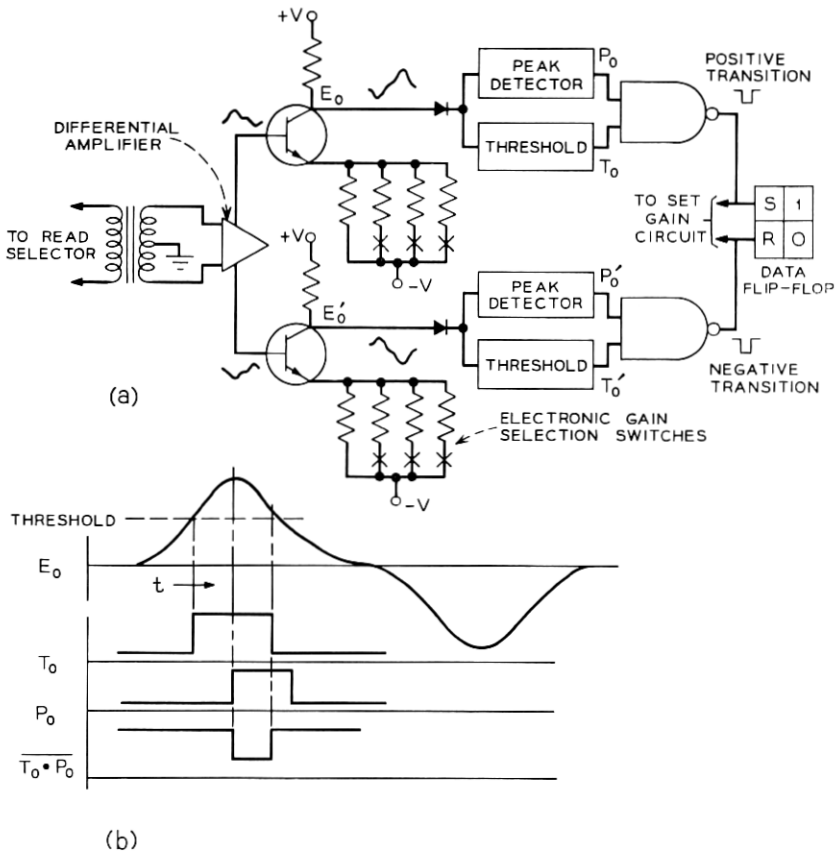 +V
E₀
P₀
PEAK DETECTOR
POSITIVE TRANSITION
DIFFERENTIAL AMPLIFIER
THRESHOLD
T₀
TO READ SELECTOR
TO SET GAIN CIRCUIT
S 1
R 0
DATA FLIP-FLOP
-V
+V
E₀'
P₀'
PEAK DETECTOR
THRESHOLD
T₀'
NEGATIVE TRANSITION
(a)
ELECTRONIC GAIN SELECTION SWITCHES
-V
THRESHOLD
E₀
t
T₀
P₀
T₀•P₀
(b)